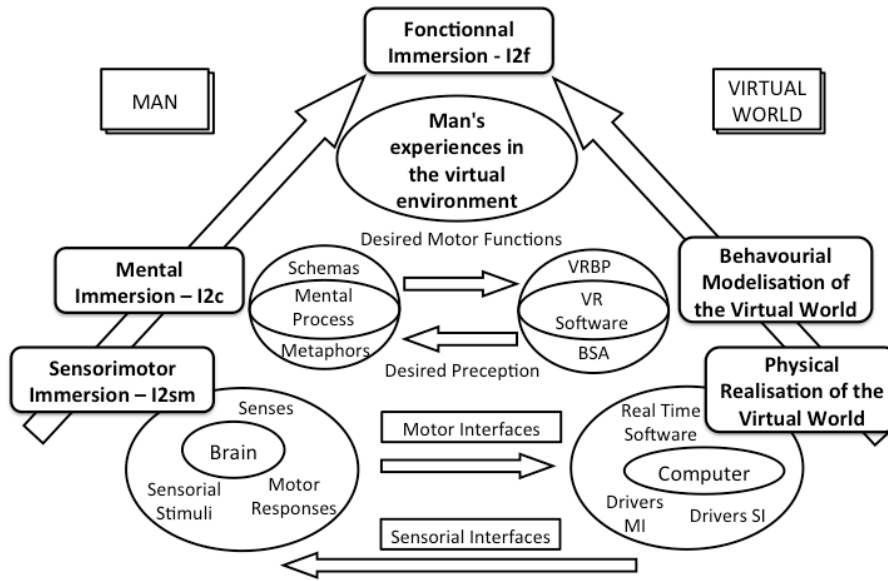 Fonctionnal
Immersion - I2f
MAN
VIRTUAL
WORLD
Man's
experiences in
the virtual
environment
Desired Motor Functions
Mental
Immersion – I2c
Schemas
Mental
Process
Metaphors
VRBP
VR
Software
BSA
Behavourial
Modelisation of
the Virtual World
Desired Preception
Sensorimotor
Immersion – I2sm
Physical
Realisation of the
Virtual World
Senses
Brain
Sensorial
Stimuli
Motor
Responses
Motor Interfaces
Real Time
Software
Computer
Drivers
MI
Drivers SI
Sensorial Interfaces